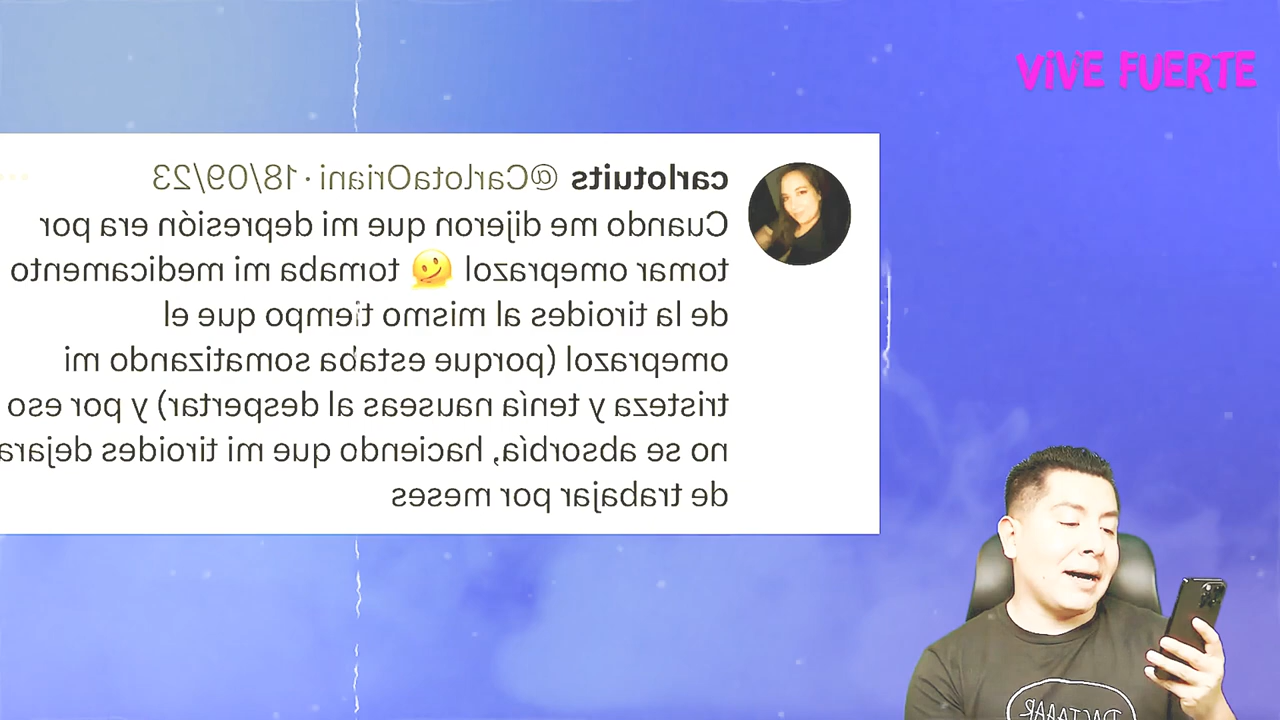 VIVE FUERTE
carlotuits @CarlotaOriani · 18/09/23
Cuando me dijeron que mi depresión era por
tomar omeprazol 🫠 tomaba mi medicamento
de la tiroides al mismo tiempo que el
omeprazol (porque estaba somatizando mi
tristeza y tenía nauseas al despertar) y por eso
no se absorbía, haciendo que mi tiroides dejara
de trabajar por meses